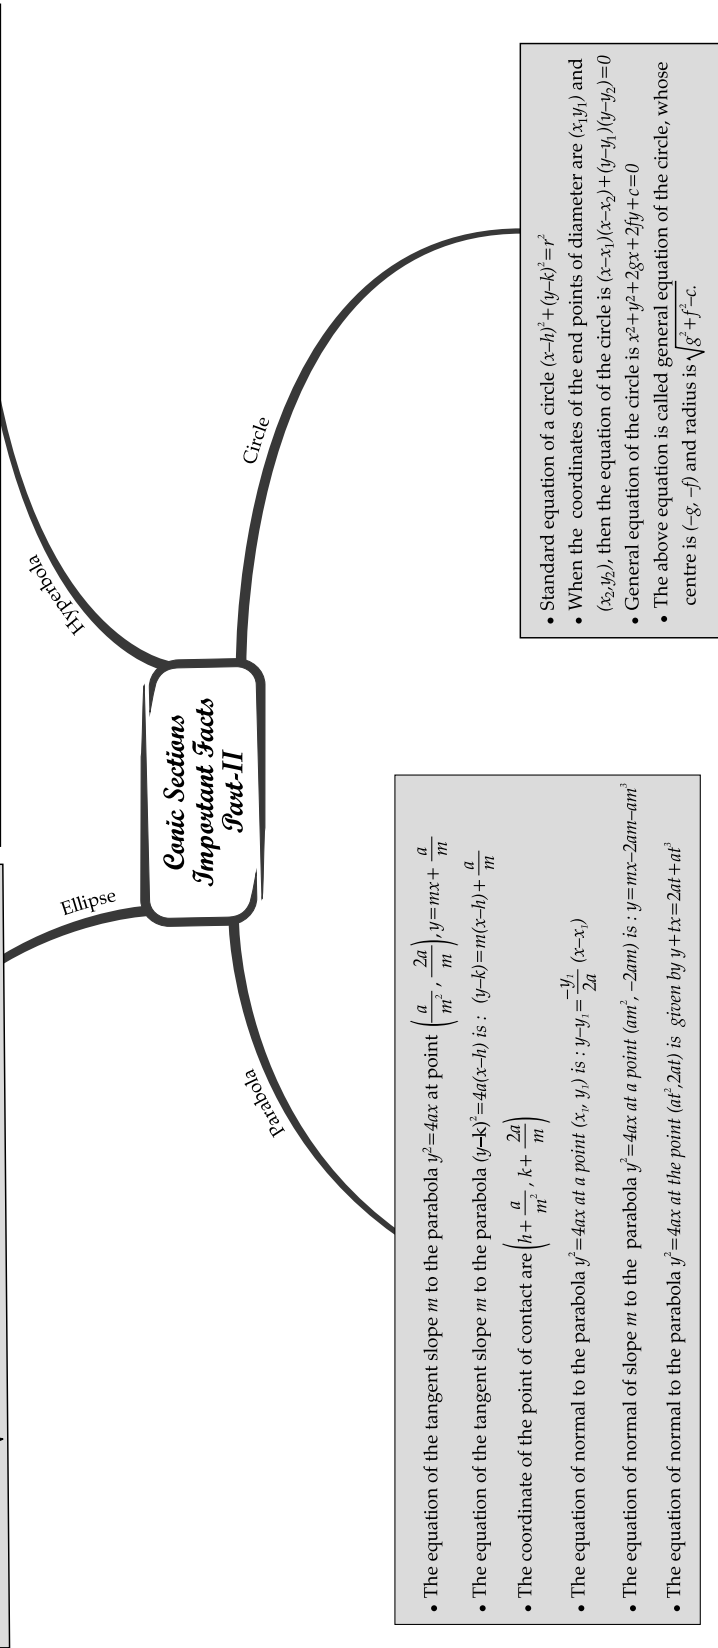 Conic Sections
Important Facts
Part-II
Hyperbola
Circle
Ellipse
Parabola
• Standard equation of a circle (x–h)²+(y–k)²=r²
• When the coordinates of the end points of diameter are (x₁y₁) and
(x₂,y₂), then the equation of the circle is (x–x₁)(x–x₂)+(y–y₁)(y–y₂)=0
• General equation of the circle is x²+y²+2gx+2fy+c=0
• The above equation is called general equation of the circle, whose
centre is (–g, –f) and radius is √(g²+f²–c).
• The equation of the tangent slope m to the parabola y²=4ax at point (a/m², 2a/m), y=mx+a/m
• The equation of the tangent slope m to the parabola (y–k)²=4a(x–h) is : (y–k)=m(x–h)+a/m
• The coordinate of the point of contact are (h+a/m², k+2a/m)
• The equation of normal to the parabola y²=4ax at a point (x₁, y₁) is : y–y₁=–y₁/2a (x–x₁)
• The equation of normal of slope m to the parabola y²=4ax at a point (am², –2am) is : y=mx–2am–am³
• The equation of normal to the parabola y²=4ax at the point (at²,2at) is given by y+tx=2at+at³